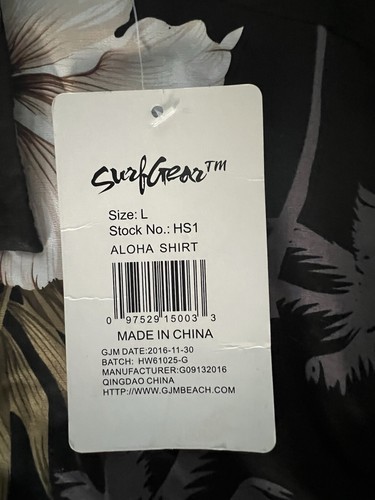 SurfGear™
Size: L
Stock No.: HS1
ALOHA SHIRT
0 97529 15003 3
MADE IN CHINA
GJM DATE:2016-11-30
BATCH: HW61025-G
MANUFACTURER:G09132016
QINGDAO CHINA
HTTP://WWW.GJMBEACH.COM